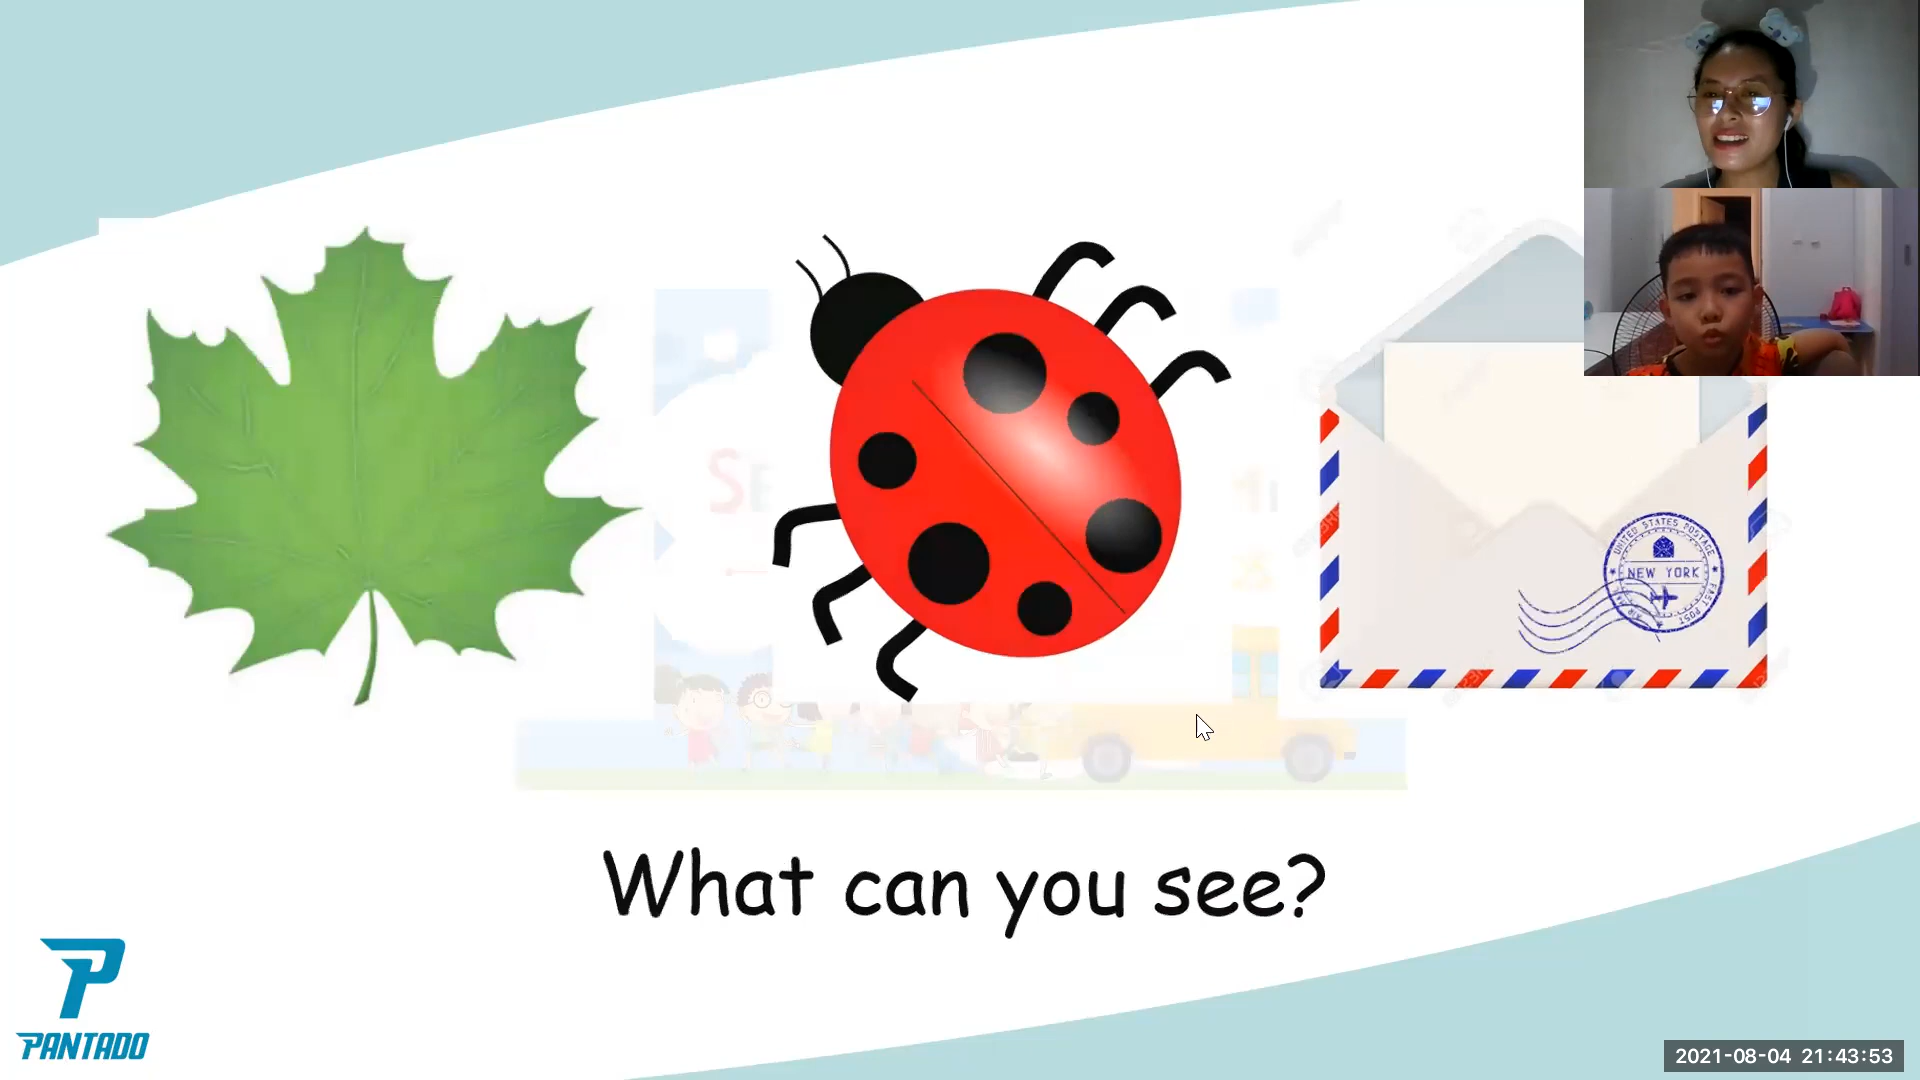 What can you see?
UNITED STATES POSTAGE
NEW YORK
FAST POST
PANTADO
2021-08-04 21:43:53